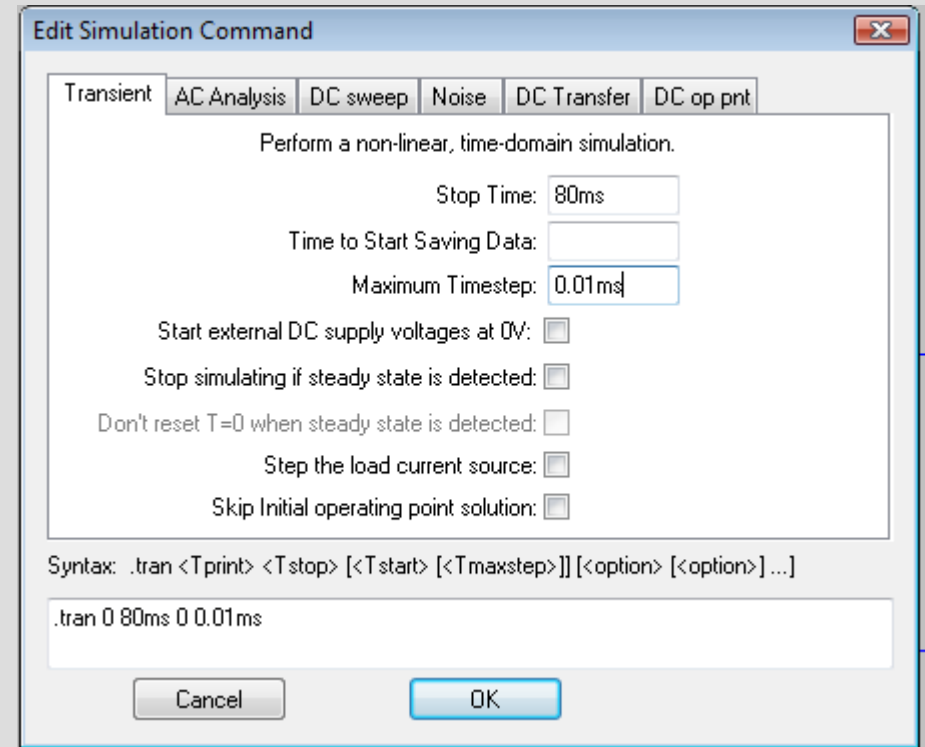 Edit Simulation Command
Transient AC Analysis DC sweep Noise DC Transfer DC op pnt
Perform a non-linear, time-domain simulation.
Stop Time: 80ms
Time to Start Saving Data:
Maximum Timestep: 0.01ms
Start external DC supply voltages at 0V:
Stop simulating if steady state is detected:
Don't reset T=0 when steady state is detected:
Step the load current source:
Skip Initial operating point solution:
Syntax: .tran <Tprint> <Tstop> [<Tstart> [<Tmaxstep>]] [<option> [<option>] ...]
.tran 0 80ms 0 0.01ms
Cancel OK